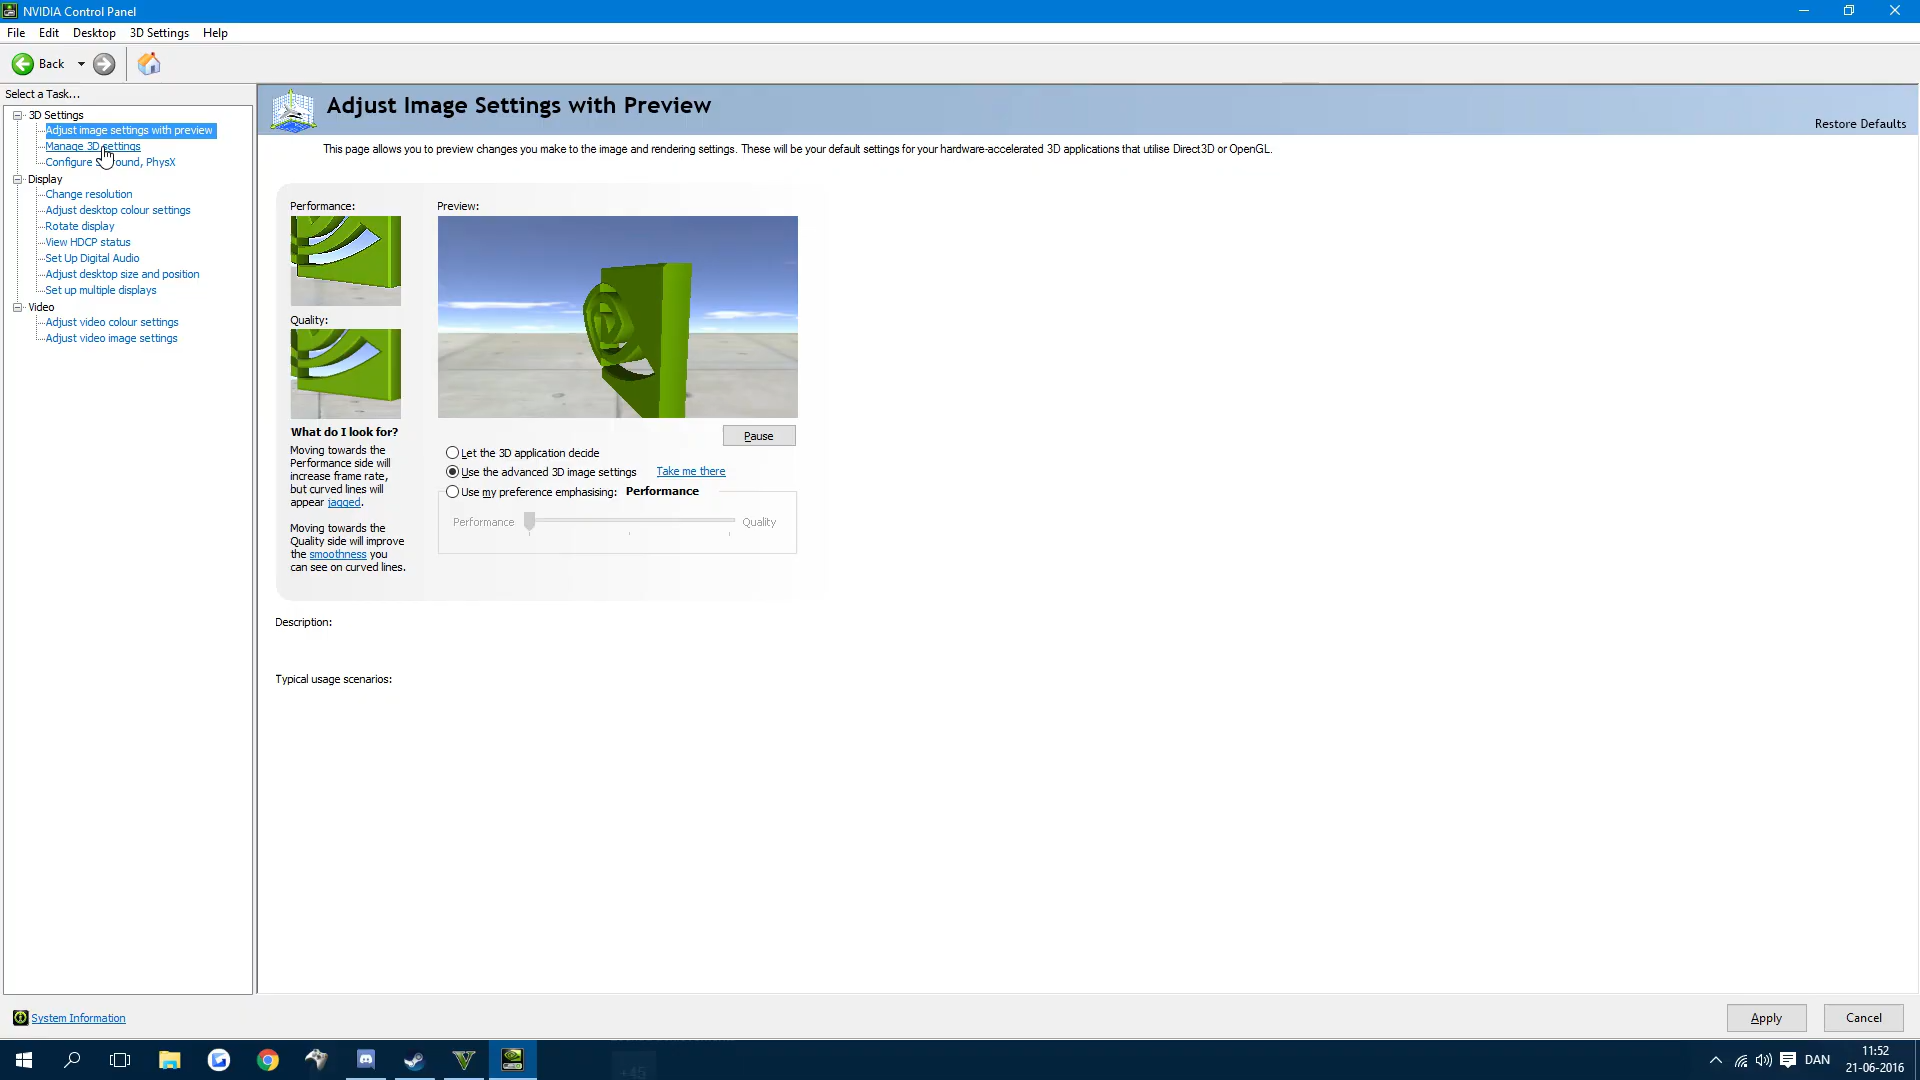 NVIDIA Control Panel
File Edit Desktop 3D Settings Help
Back
Select a Task...
3D Settings
Adjust image settings with preview
Manage 3D settings
Configure Surround, PhysX
Display
Change resolution
Adjust desktop colour settings
Rotate display
View HDCP status
Set Up Digital Audio
Adjust desktop size and position
Set up multiple displays
Video
Adjust video colour settings
Adjust video image settings
System Information
Adjust Image Settings with Preview
Restore Defaults
This page allows you to preview changes you make to the image and rendering settings. These will be your default settings for your hardware-accelerated 3D applications that utilise Direct3D or OpenGL.
Performance:
Quality:
What do I look for?
Moving towards the
Performance side will
increase frame rate,
but curved lines will
appear jagged.
Moving towards the
Quality side will improve
the smoothness you
can see on curved lines.
Preview:
Pause
Let the 3D application decide
Use the advanced 3D image settings Take me there
Use my preference emphasising: Performance
Performance Quality
Description:
Typical usage scenarios:
Apply Cancel
+45
DAN
11:52
21-06-2016